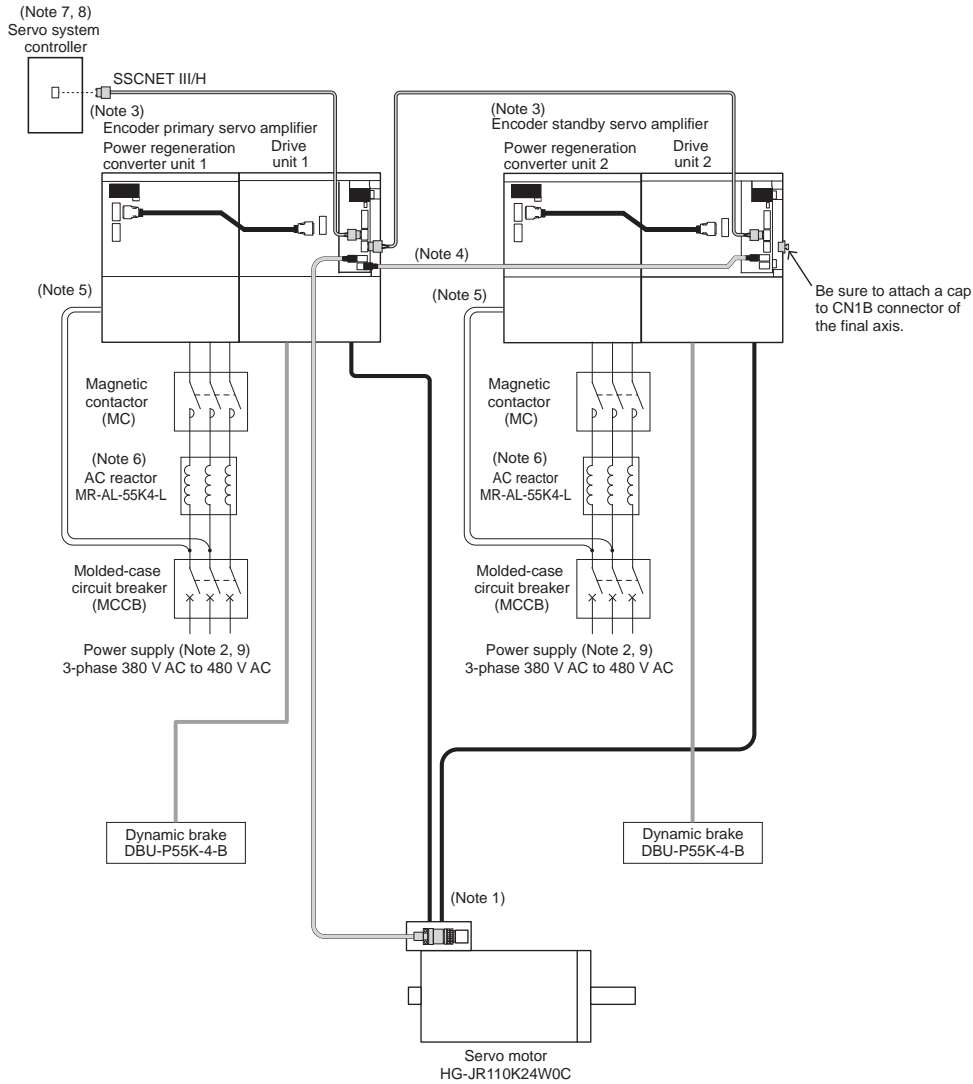 (Note 7, 8)
Servo system
controller
SSCNET III/H
(Note 3)
Encoder primary servo amplifier
Power regeneration
converter unit 1
Drive
unit 1
(Note 3)
Encoder standby servo amplifier
Power regeneration
converter unit 2
Drive
unit 2
(Note 4)
(Note 5)
(Note 5)
Be sure to attach a cap
to CN1B connector of
the final axis.
Magnetic
contactor
(MC)
(Note 6)
AC reactor
MR-AL-55K4-L
Molded-case
circuit breaker
(MCCB)
Power supply (Note 2, 9)
3-phase 380 V AC to 480 V AC
Magnetic
contactor
(MC)
(Note 6)
AC reactor
MR-AL-55K4-L
Molded-case
circuit breaker
(MCCB)
Power supply (Note 2, 9)
3-phase 380 V AC to 480 V AC
Dynamic brake
DBU-P55K-4-B
Dynamic brake
DBU-P55K-4-B
(Note 1)
Servo motor
HG-JR110K24W0C